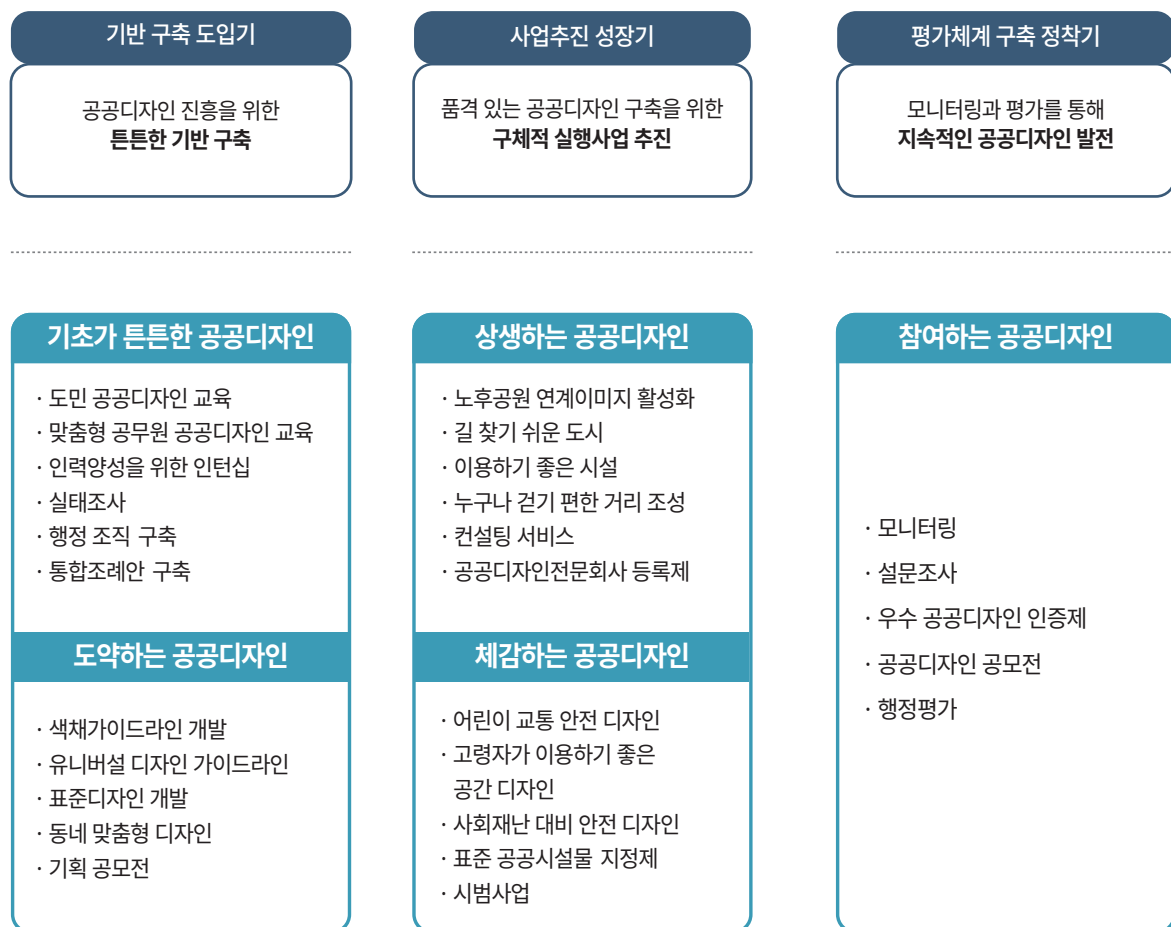 기반 구축 도입기
공공디자인 진흥을 위한
튼튼한 기반 구축
사업추진 성장기
품격 있는 공공디자인 구축을 위한
구체적 실행사업 추진
평가체계 구축 정착기
모니터링과 평가를 통해
지속적인 공공디자인 발전
기초가 튼튼한 공공디자인
· 도민 공공디자인 교육
· 맞춤형 공무원 공공디자인 교육
· 인력양성을 위한 인턴십
· 실태조사
· 행정 조직 구축
· 통합조례안 구축
도약하는 공공디자인
· 색채가이드라인 개발
· 유니버설 디자인 가이드라인
· 표준디자인 개발
· 동네 맞춤형 디자인
· 기획 공모전
상생하는 공공디자인
· 노후공원 연계이미지 활성화
· 길 찾기 쉬운 도시
· 이용하기 좋은 시설
· 누구나 걷기 편한 거리 조성
· 컨설팅 서비스
· 공공디자인전문회사 등록제
체감하는 공공디자인
· 어린이 교통 안전 디자인
· 고령자가 이용하기 좋은
공간 디자인
· 사회재난 대비 안전 디자인
· 표준 공공시설물 지정제
· 시범사업
참여하는 공공디자인
· 모니터링
· 설문조사
· 우수 공공디자인 인증제
· 공공디자인 공모전
· 행정평가